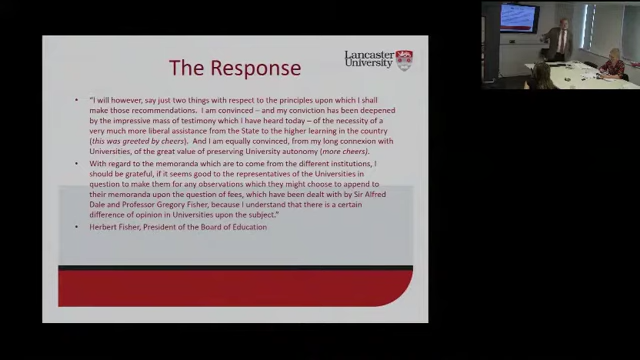 The Response
Lancaster
University
• "I will however, say just two things with respect to the principles upon which I shall
make those recommendations. I am convinced – and my conviction has been deepened
by the impressive mass of testimony which I have heard today – of the necessity of a
very much more liberal assistance from the State to the higher learning in the country
(this was greeted by cheers). And I am equally convinced, from my long connexion with
Universities, of the great value of preserving University autonomy (more cheers).
• With regard to the memoranda which are to come from the different institutions, I
should be grateful, if it seems good to the representatives of the Universities in
question to make them for any observations which they might choose to append to
their memoranda upon the question of fees, which have been dealt with by Sir Alfred
Dale and Professor Gregory Fisher, because I understand that there is a certain
difference of opinion in Universities upon the subject."
• Herbert Fisher, President of the Board of Education